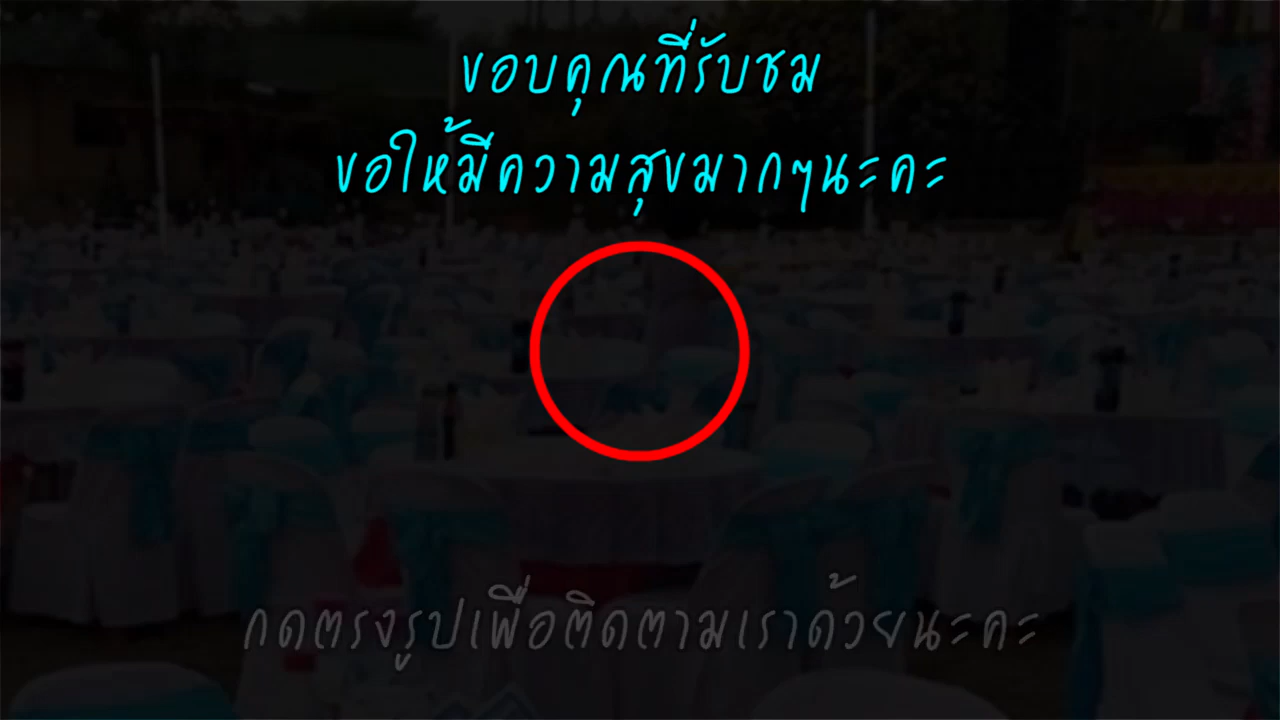 ขอบคุณที่รับชม
ขอให้มีความสุขมากๆนะคะ
กดตรงรูปเพื่อติดตามเราด้วยนะคะ